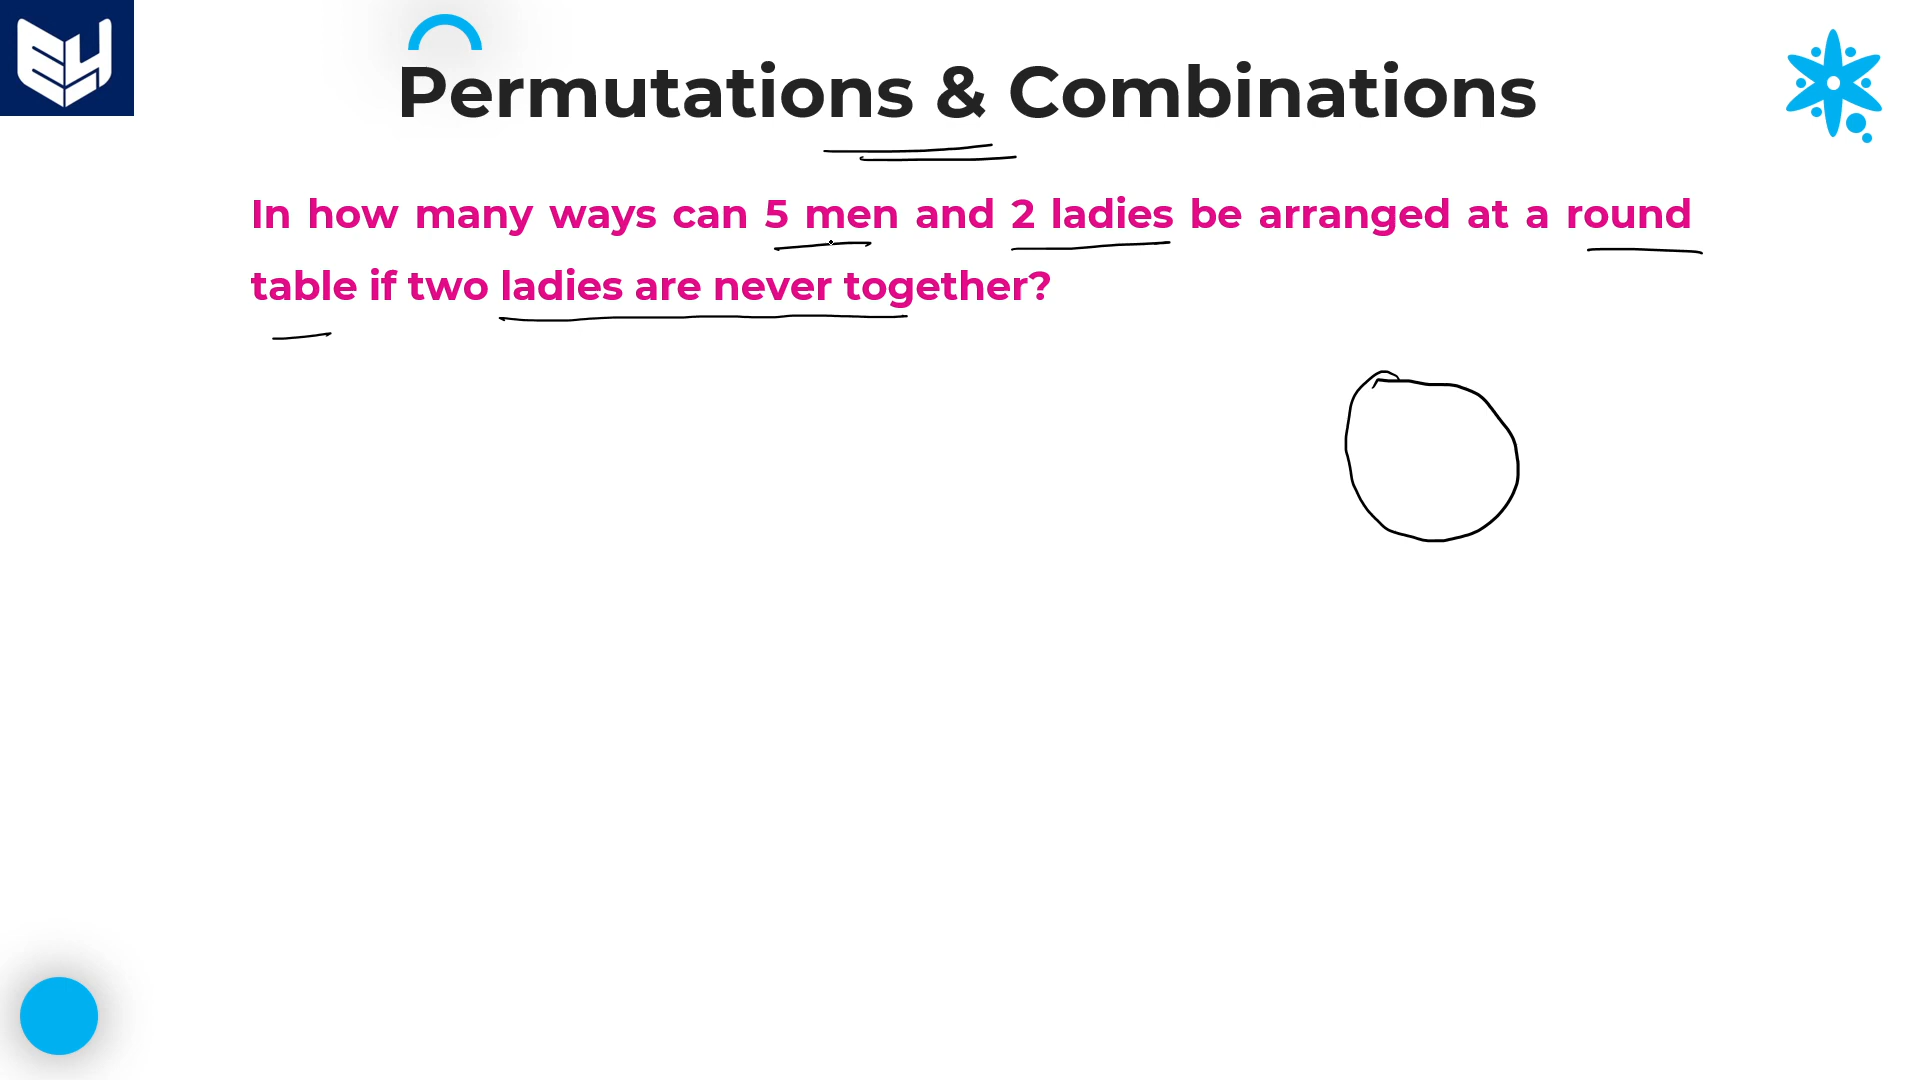 Permutations & Combinations
In how many ways can 5 men and 2 ladies be arranged at a round
table if two ladies are never together?